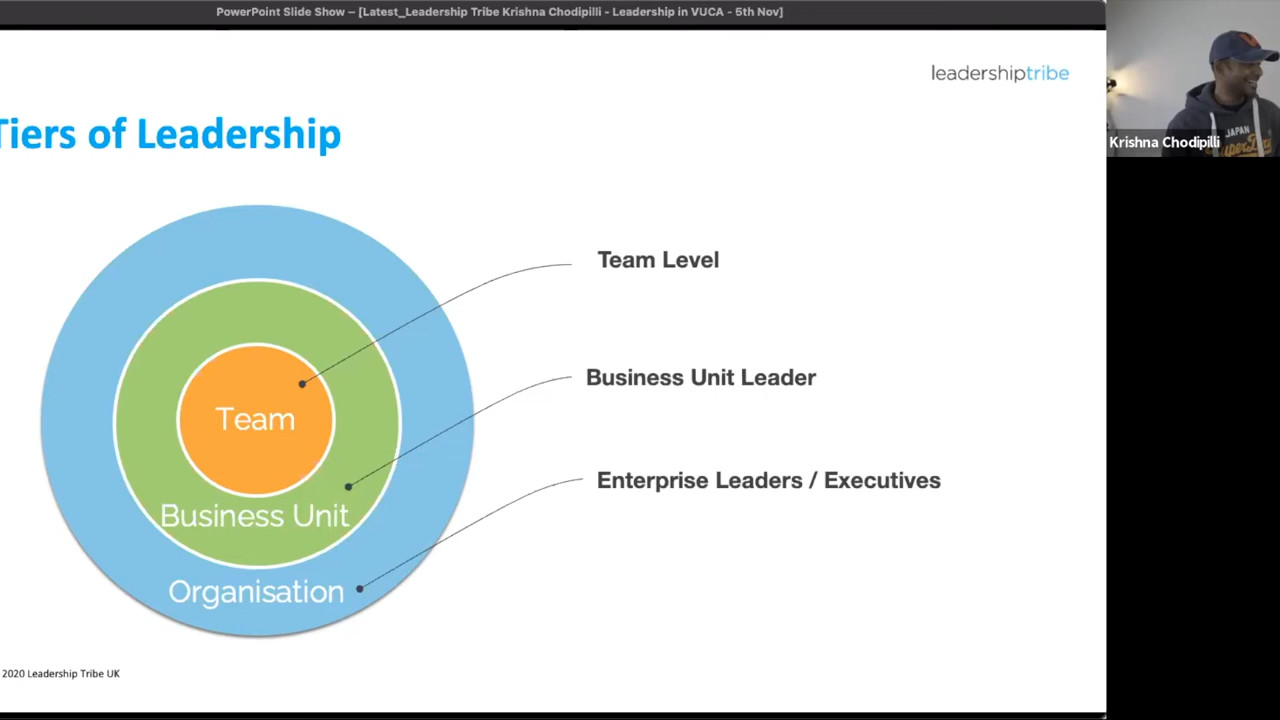 PowerPoint Slide Show – [Latest_Leadership Tribe Krishna Chodipilli - Leadership in VUCA - 5th Nov]
leadershiptribe
Tiers of Leadership
Team Level
Business Unit Leader
Enterprise Leaders / Executives
Team
Business Unit
Organisation
2020 Leadership Tribe UK
JAPAN
Krishna Chodipilli